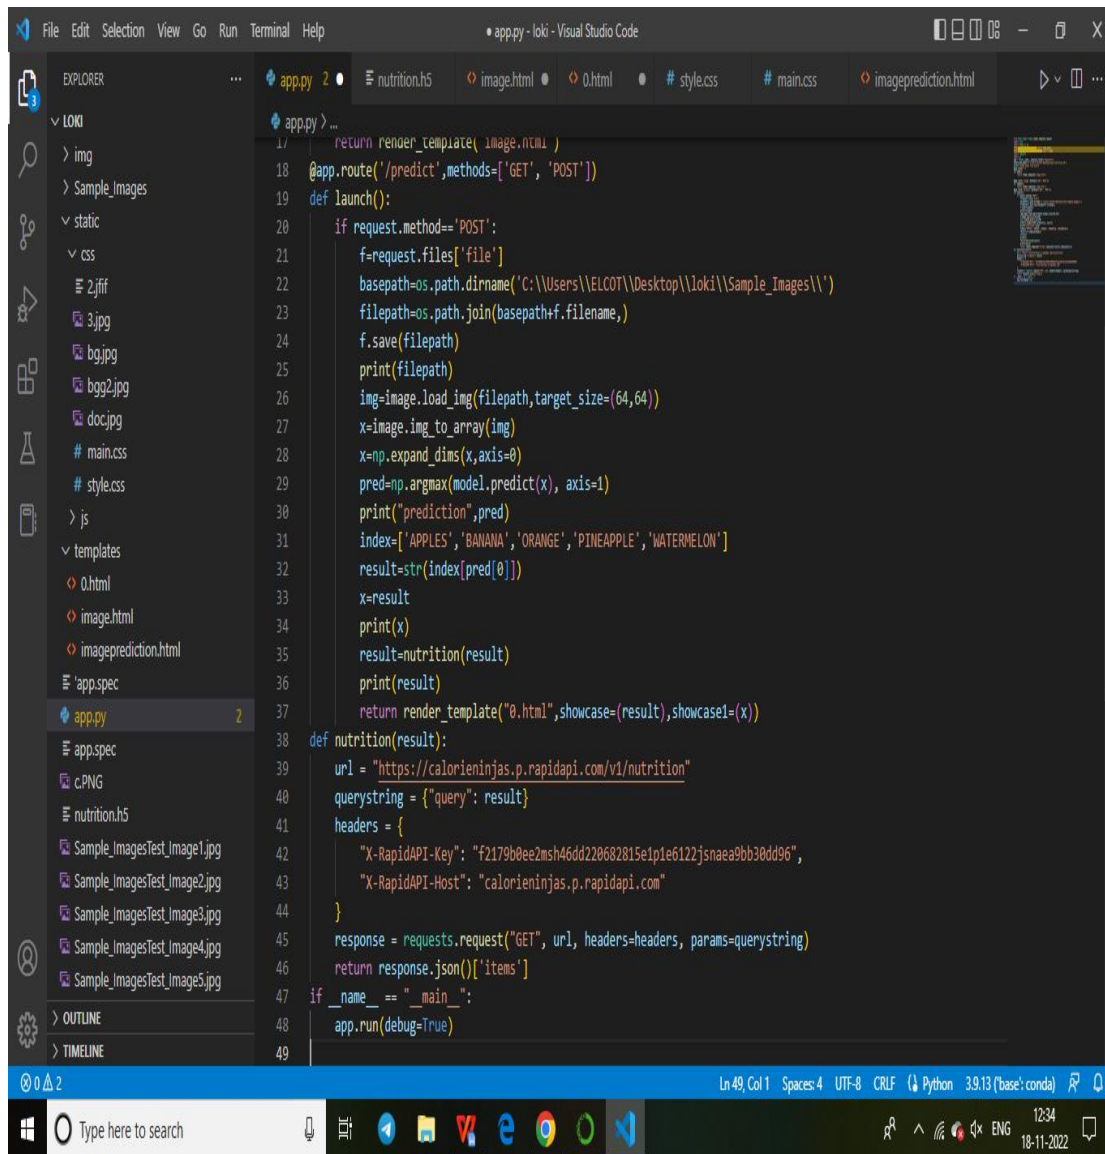 File Edit Selection View Go Run Terminal Help ● app.py - loki - Visual Studio Code
EXPLORER
app.py 2 nutrition.h5 image.html 0.html # style.css # main.css imageprediction.html
LOKI
app.py > ...
img
Sample_Images
static
css
2.jfif
3.jpg
bg.jpg
bgg2.jpg
doc.jpg
# main.css
# style.css
js
templates
0.html
image.html
imageprediction.html
'app.spec
app.py 2
app.spec
c.PNG
nutrition.h5
Sample_ImagesTest_Image1.jpg
Sample_ImagesTest_Image2.jpg
Sample_ImagesTest_Image3.jpg
Sample_ImagesTest_Image4.jpg
Sample_ImagesTest_Image5.jpg
OUTLINE
TIMELINE
17 return render_template('image.html')
18 @app.route('/predict',methods=['GET', 'POST'])
19 def launch():
20 if request.method=='POST':
21 f=request.files['file']
22 basepath=os.path.dirname('C:\\Users\\ELCOT\\Desktop\\loki\\Sample_Images\\')
23 filepath=os.path.join(basepath+f.filename,)
24 f.save(filepath)
25 print(filepath)
26 img=image.load_img(filepath,target_size=(64,64))
27 x=image.img_to_array(img)
28 x=np.expand_dims(x,axis=0)
29 pred=np.argmax(model.predict(x), axis=1)
30 print("prediction",pred)
31 index=['APPLES','BANANA','ORANGE','PINEAPPLE','WATERMELON']
32 result=str(index[pred[0]])
33 x=result
34 print(x)
35 result=nutrition(result)
36 print(result)
37 return render_template("0.html",showcase=(result),showcase1=(x))
38 def nutrition(result):
39 url = "https://calorieninjas.p.rapidapi.com/v1/nutrition"
40 querystring = {"query": result}
41 headers = {
42 "X-RapidAPI-Key": "f2179b0ee2msh46dd220682815e1p1e6122jsnaea9bb30dd96",
43 "X-RapidAPI-Host": "calorieninjas.p.rapidapi.com"
44 }
45 response = requests.request("GET", url, headers=headers, params=querystring)
46 return response.json()['items']
47 if __name__ == "__main__":
48 app.run(debug=True)
49
0 2 Ln 49, Col 1 Spaces: 4 UTF-8 CRLF Python 3.9.13 ('base': conda)
Type here to search ENG 12:34
18-11-2022